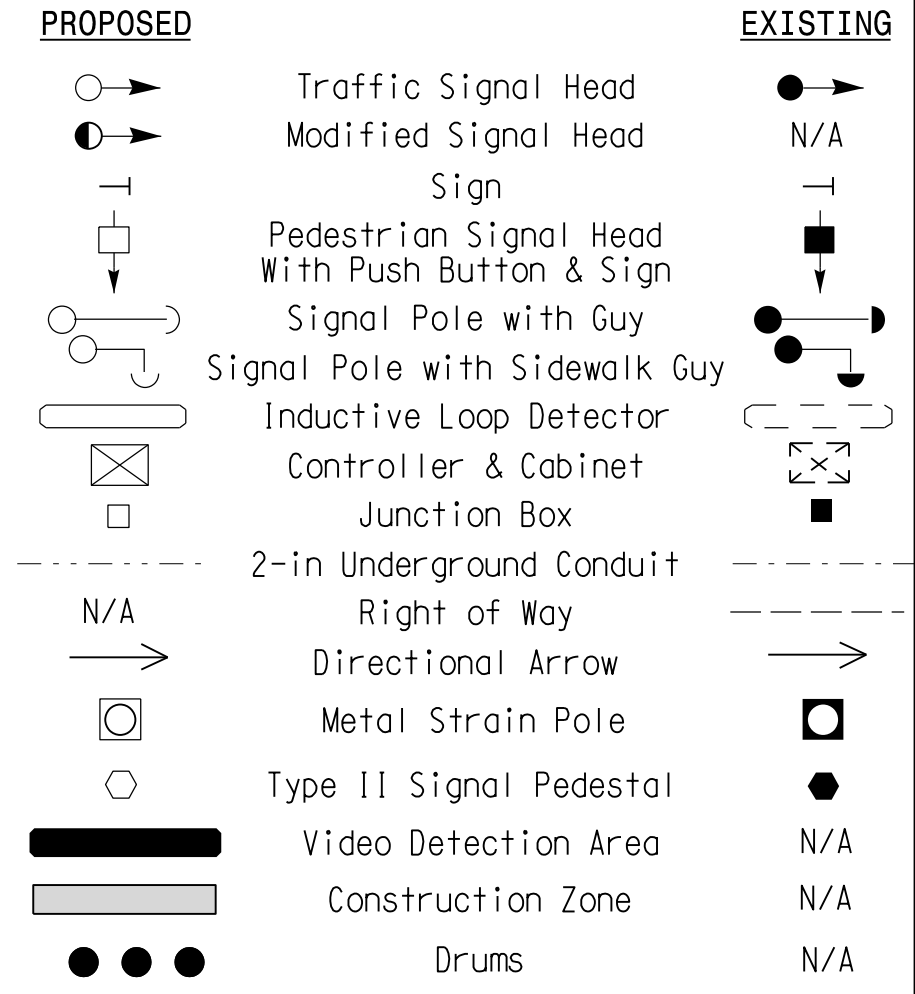 PROPOSED EXISTING
Traffic Signal Head
Modified Signal Head N/A
Sign
Pedestrian Signal Head
With Push Button & Sign
Signal Pole with Guy
Signal Pole with Sidewalk Guy
Inductive Loop Detector
Controller & Cabinet
Junction Box
2-in Underground Conduit
N/A Right of Way
Directional Arrow
Metal Strain Pole
Type II Signal Pedestal
Video Detection Area N/A
Construction Zone N/A
Drums N/A